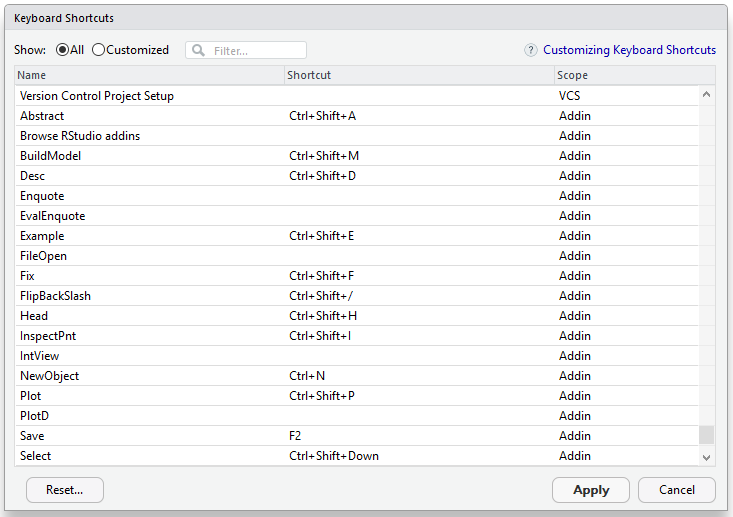 Keyboard Shortcuts
Show: All Customized Filter... ? Customizing Keyboard Shortcuts
Name Shortcut Scope
Version Control Project Setup VCS
Abstract Ctrl+Shift+A Addin
Browse RStudio addins Addin
BuildModel Ctrl+Shift+M Addin
Desc Ctrl+Shift+D Addin
Enquote Addin
EvalEnquote Addin
Example Ctrl+Shift+E Addin
FileOpen Addin
Fix Ctrl+Shift+F Addin
FlipBackSlash Ctrl+Shift+/ Addin
Head Ctrl+Shift+H Addin
InspectPnt Ctrl+Shift+I Addin
IntView Addin
NewObject Ctrl+N Addin
Plot Ctrl+Shift+P Addin
PlotD Addin
Save F2 Addin
Select Ctrl+Shift+Down Addin
Reset... Apply Cancel